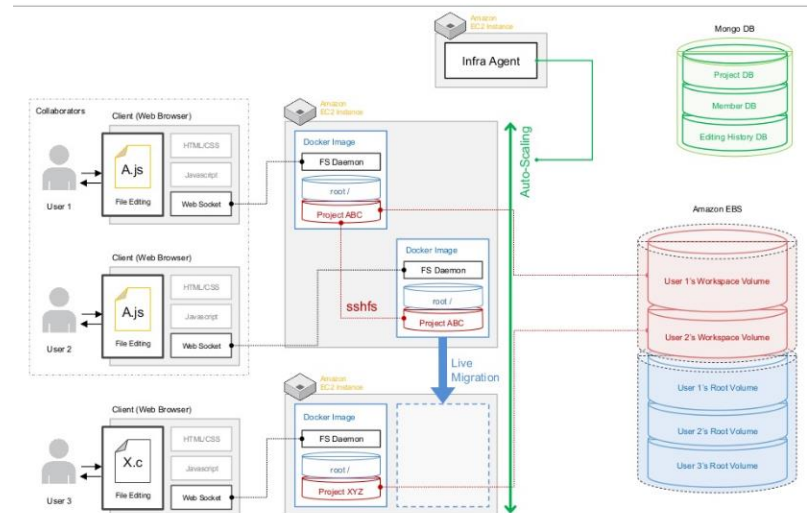 Amazon
EC2 Instance
Infra Agent
Mongo DB
Project DB
Member DB
Editing History DB
Collaborators
Client (Web Browser)
A.js
File Editing
HTML/CSS
Javascript
Web Socket
User 1
Amazon
EC2 Instance
Docker Image
FS Daemon
root /
Project ABC
Auto-Scaling
Client (Web Browser)
A.js
File Editing
HTML/CSS
Javascript
Web Socket
User 2
Docker Image
FS Daemon
root /
Project ABC
sshfs
Live
Migration
Amazon EBS
User 1's Workspace Volume
User 2's Workspace Volume
User 1's Root Volume
User 2's Root Volume
User 3's Root Volume
Client (Web Browser)
X.c
File Editing
HTML/CSS
Javascript
Web Socket
User 3
Amazon
EC2 Instance
Docker Image
FS Daemon
root /
Project XYZ